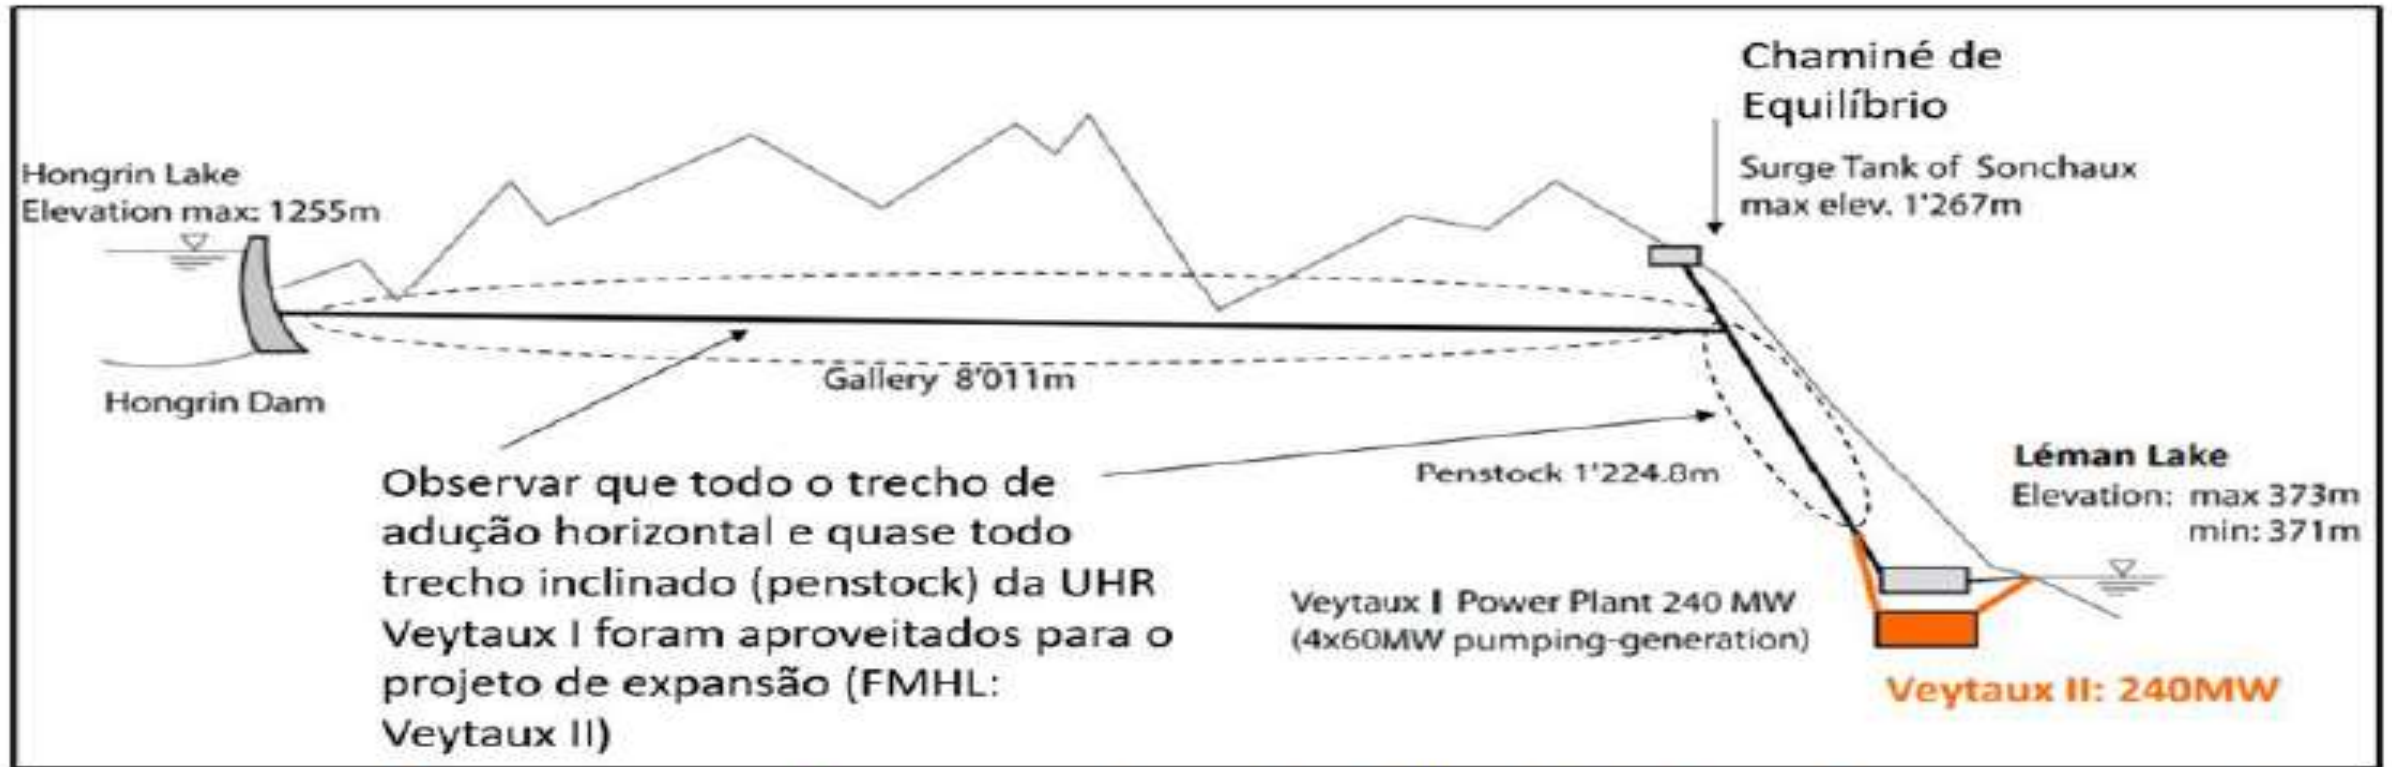 Chaminé de
Equilíbrio
Surge Tank of Sonchaux
max elev. 1'267m
Hongrin Lake
Elevation max: 1255m
Hongrin Dam
Gallery 8'011m
Observar que todo o trecho de
adução horizontal e quase todo
trecho inclinado (penstock) da UHR
Veytaux I foram aproveitados para o
projeto de expansão (FMHL:
Veytaux II)
Penstock 1'224.8m
Léman Lake
Elevation: max 373m
min: 371m
Veytaux I Power Plant 240 MW
(4x60MW pumping-generation)
Veytaux II: 240MW